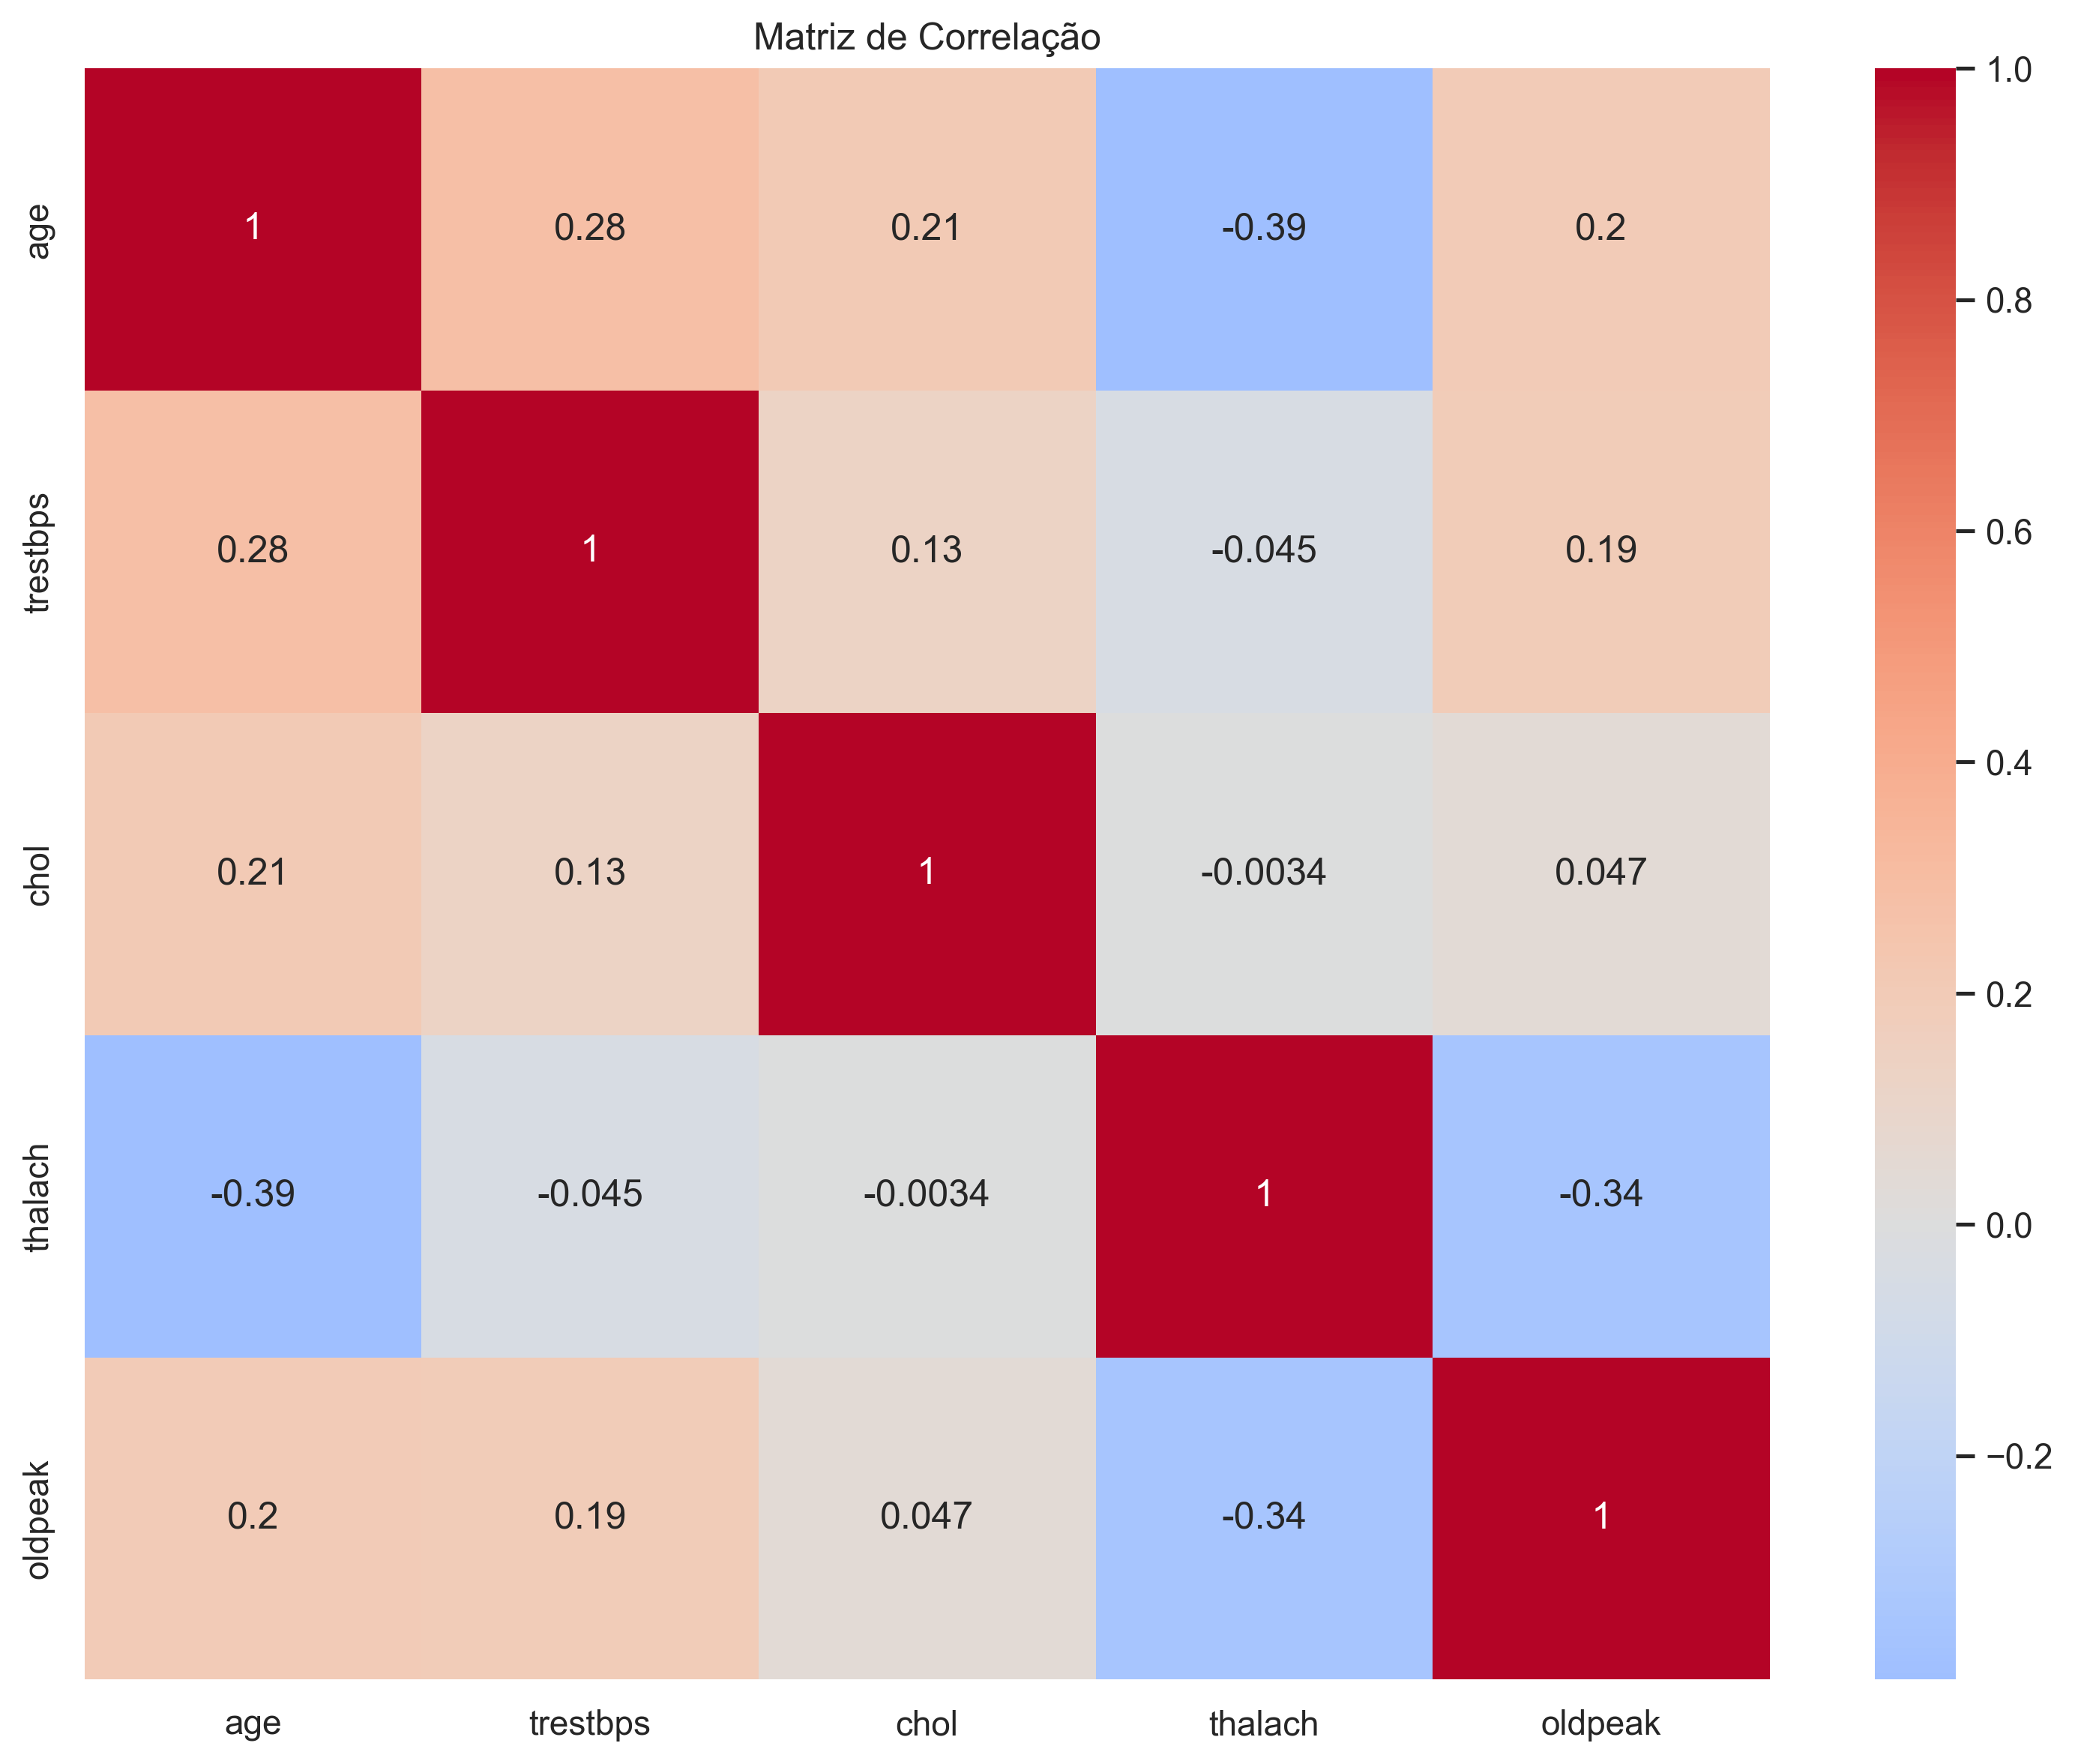 Matriz de Correlação
age 1 0.28 0.21 -0.39 0.2
trestbps 0.28 1 0.13 -0.045 0.19
chol 0.21 0.13 1 -0.0034 0.047
thalach -0.39 -0.045 -0.0034 1 -0.34
oldpeak 0.2 0.19 0.047 -0.34 1
age trestbps chol thalach oldpeak
1.0
0.8
0.6
0.4
0.2
0.0
−0.2